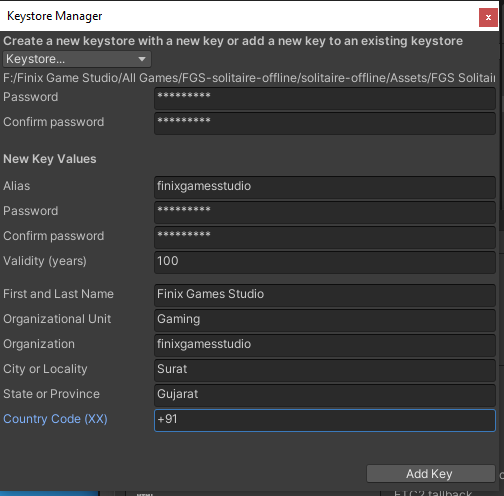 Keystore Manager
x
Create a new keystore with a new key or add a new key to an existing keystore
Keystore...
F:/Finix Game Studio/All Games/FGS-solitaire-offline/solitaire-offline/Assets/FGS Solitair
Password *********
Confirm password *********
New Key Values
Alias finixgamesstudio
Password *********
Confirm password *********
Validity (years) 100
First and Last Name Finix Games Studio
Organizational Unit Gaming
Organization finixgamesstudio
City or Locality Surat
State or Province Gujarat
Country Code (XX) +91
Add Key
ETC2 fallback